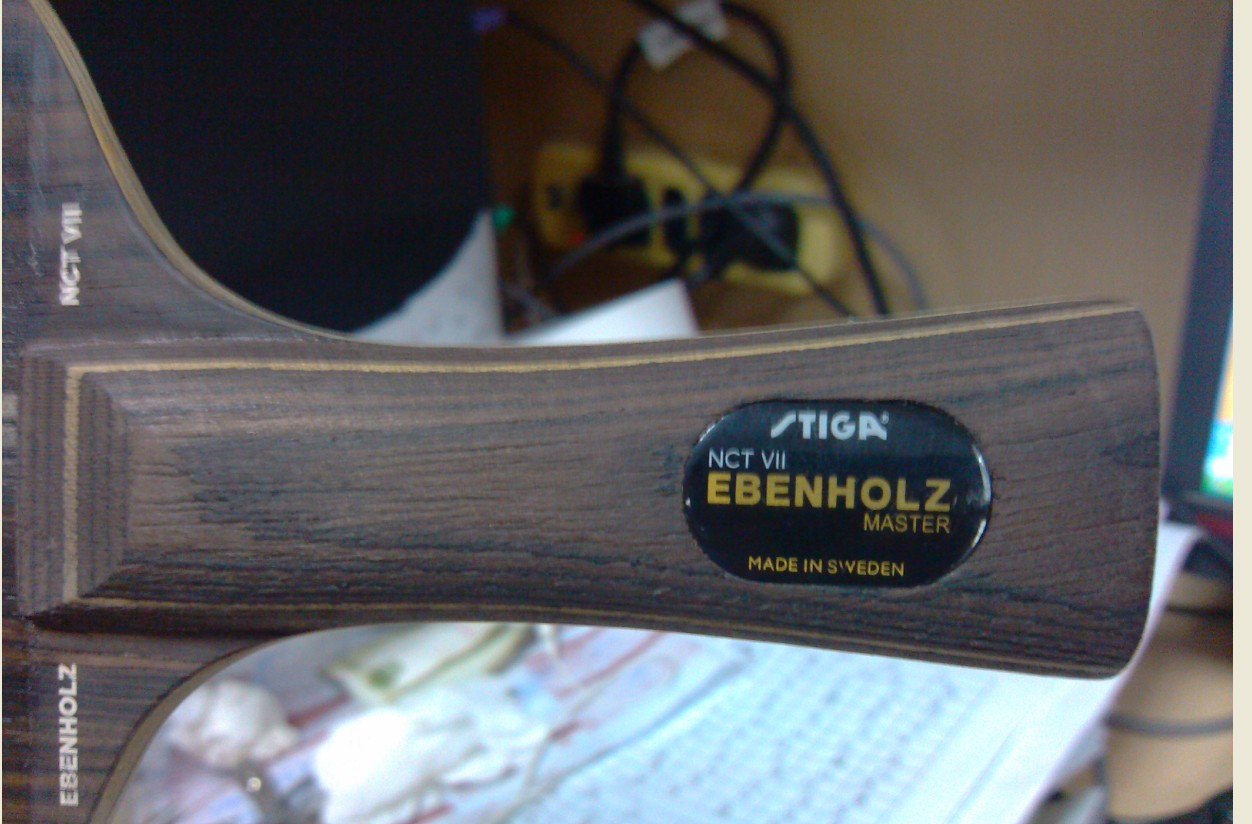 NCT VII
EBENHOLZ
STIGA®
NCT VII
EBENHOLZ
MASTER
MADE IN SWEDEN